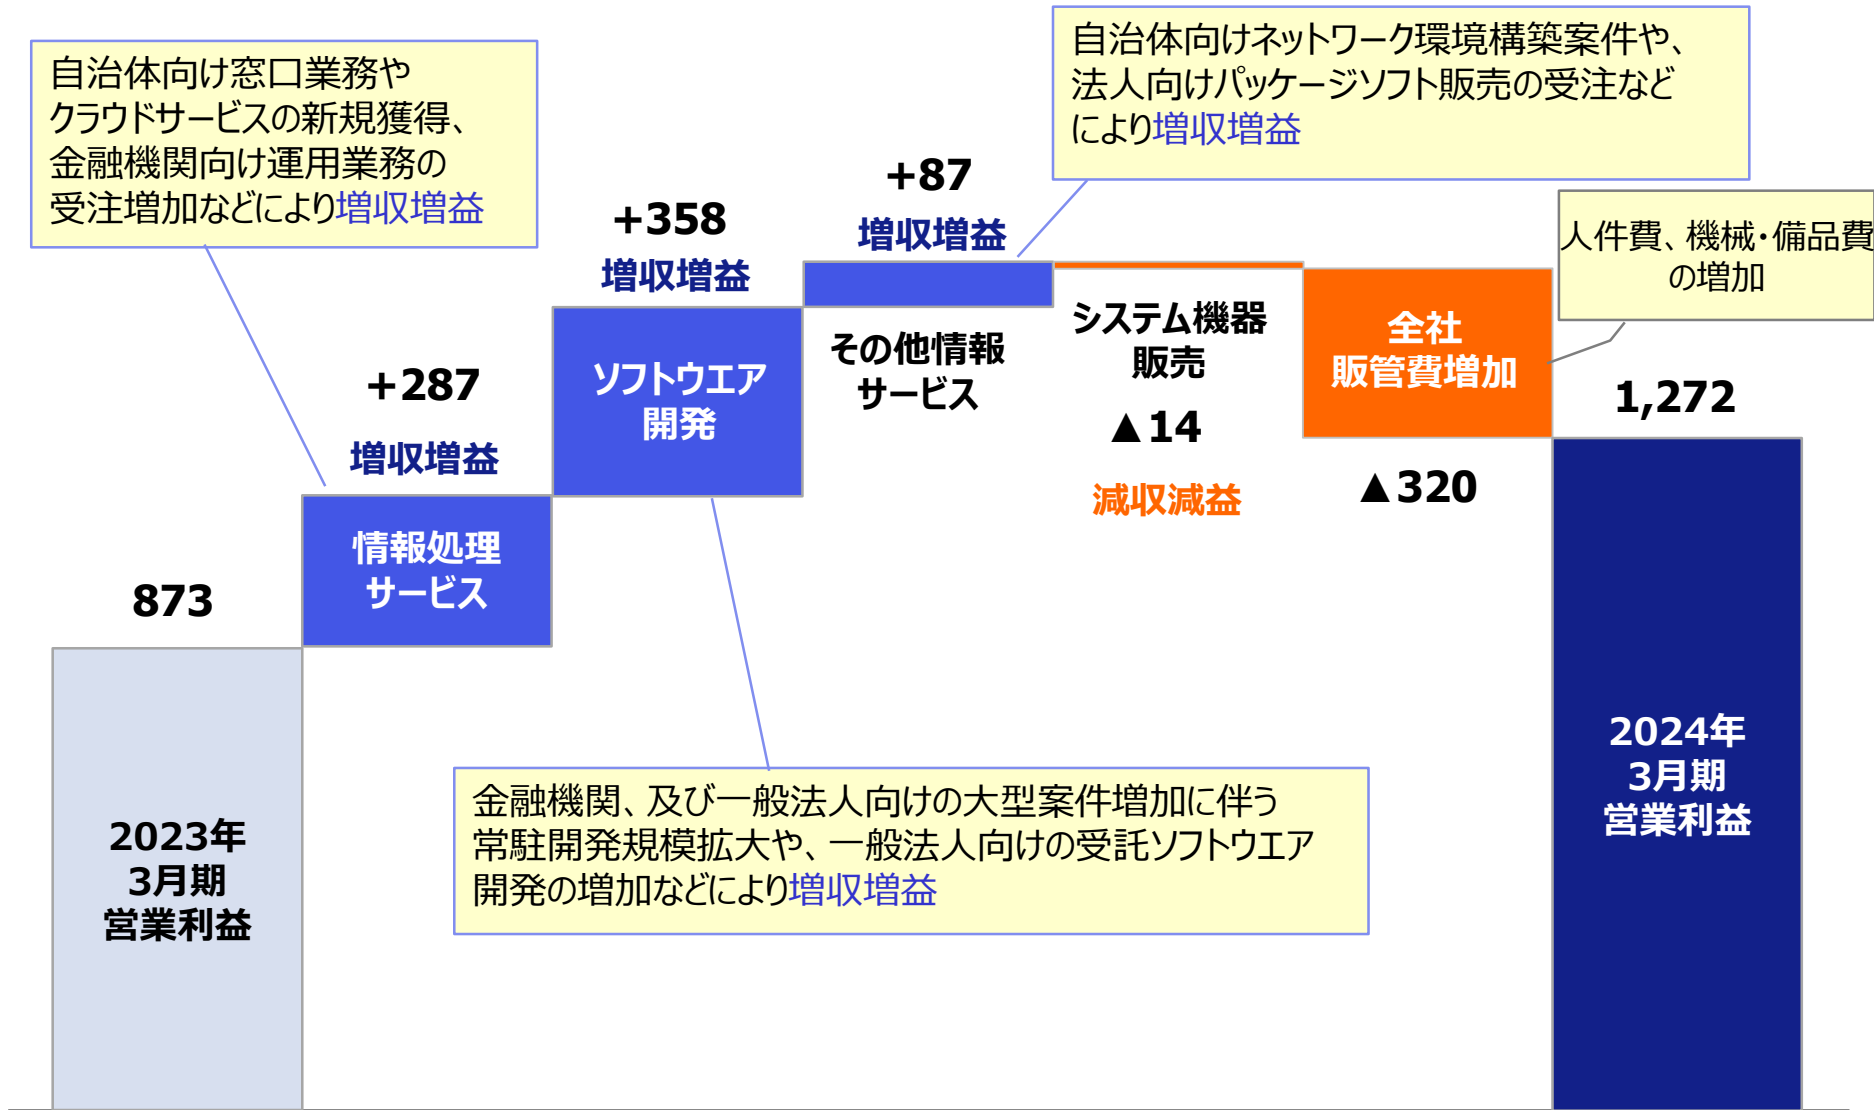 自治体向け窓口業務や
クラウドサービスの新規獲得、
金融機関向け運用業務の
受注増加などにより増収増益
自治体向けネットワーク環境構築案件や、
法人向けパッケージソフト販売の受注など
により増収増益
人件費、機械・備品費
の増加
873
2023年
3月期
営業利益
+287
増収増益
情報処理
サービス
+358
増収増益
ソフトウエア
開発
+87
増収増益
その他情報
サービス
システム機器
販売
▲14
減収減益
全社
販管費増加
▲320
1,272
2024年
3月期
営業利益
金融機関、及び一般法人向けの大型案件増加に伴う
常駐開発規模拡大や、一般法人向けの受託ソフトウエア
開発の増加などにより増収増益